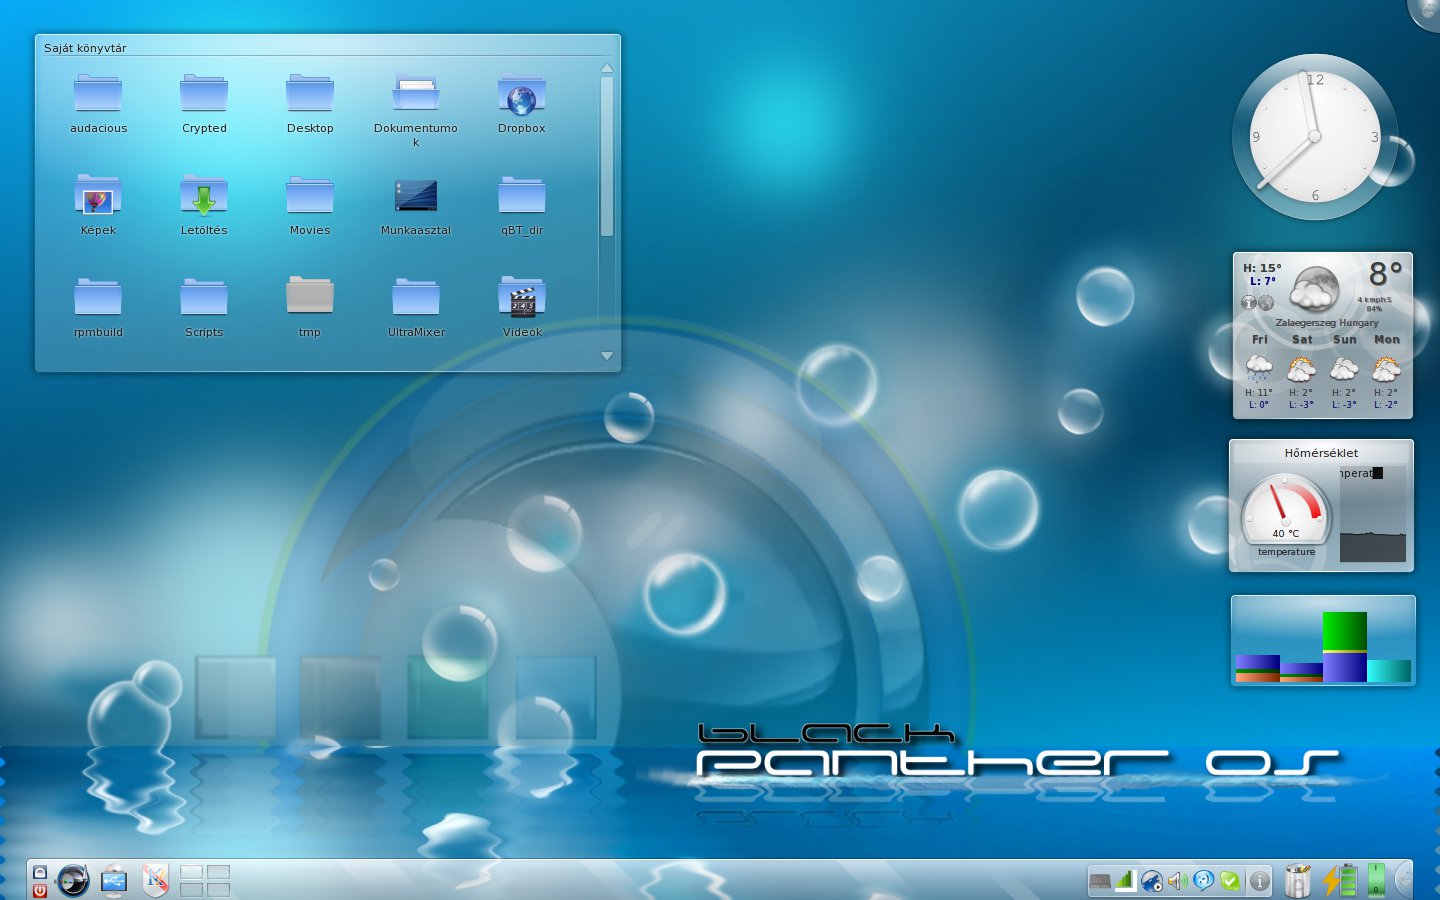 Saját könyvtár
audacious
Crypted
Desktop
Dokumentumo
k
Dropbox
Képek
Letöltés
Movies
Munkaasztal
qBT_dir
rpmbuild
Scripts
tmp
UltraMixer
Videók
12
9
3
6
H: 15°
L: 7°
8°
4 kmph S
84%
Zalaegerszeg Hungary
Fri Sat Sun Mon
H: 11° H: 2° H: 2° H: 2°
L: 0° L: -3° L: -3° L: -2°
Hőmérséklet
nperat
40 °C
temperature
BLACK
PANTHER OS